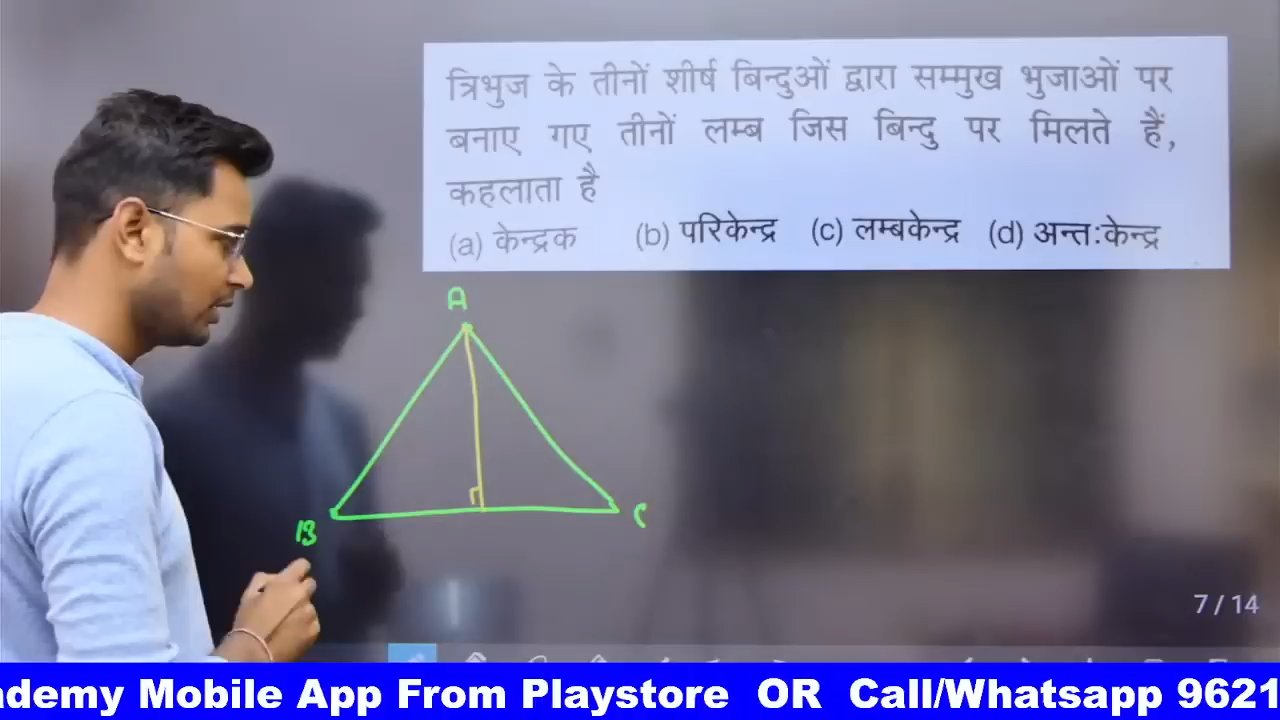 त्रिभुज के तीनों शीर्ष बिन्दुओं द्वारा सम्मुख भुजाओं पर
बनाए गए तीनों लम्ब जिस बिन्दु पर मिलते हैं,
कहलाता है
(a) केन्द्रक (b) परिकेन्द्र (c) लम्बकेन्द्र (d) अन्तःकेन्द्र
A
B
C
7 / 14
ademy Mobile App From Playstore OR Call/Whatsapp 9621